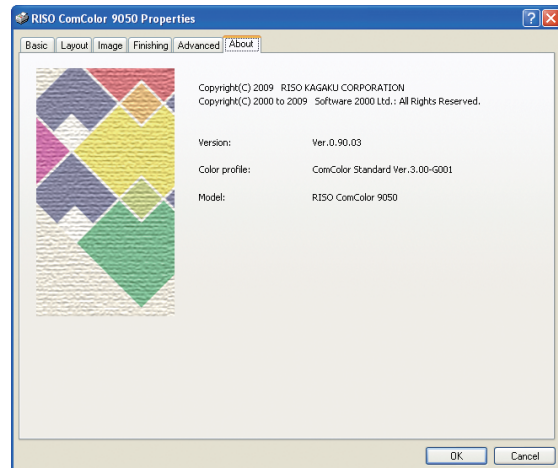 RISO ComColor 9050 Properties
Basic Layout Image Finishing Advanced About
Copyright(C) 2009 RISO KAGAKU CORPORATION
Copyright(C) 2000 to 2009 Software 2000 Ltd.: All Rights Reserved.
Version: Ver.0.90.03
Color profile: ComColor Standard Ver.3.00-G001
Model: RISO ComColor 9050
OK Cancel